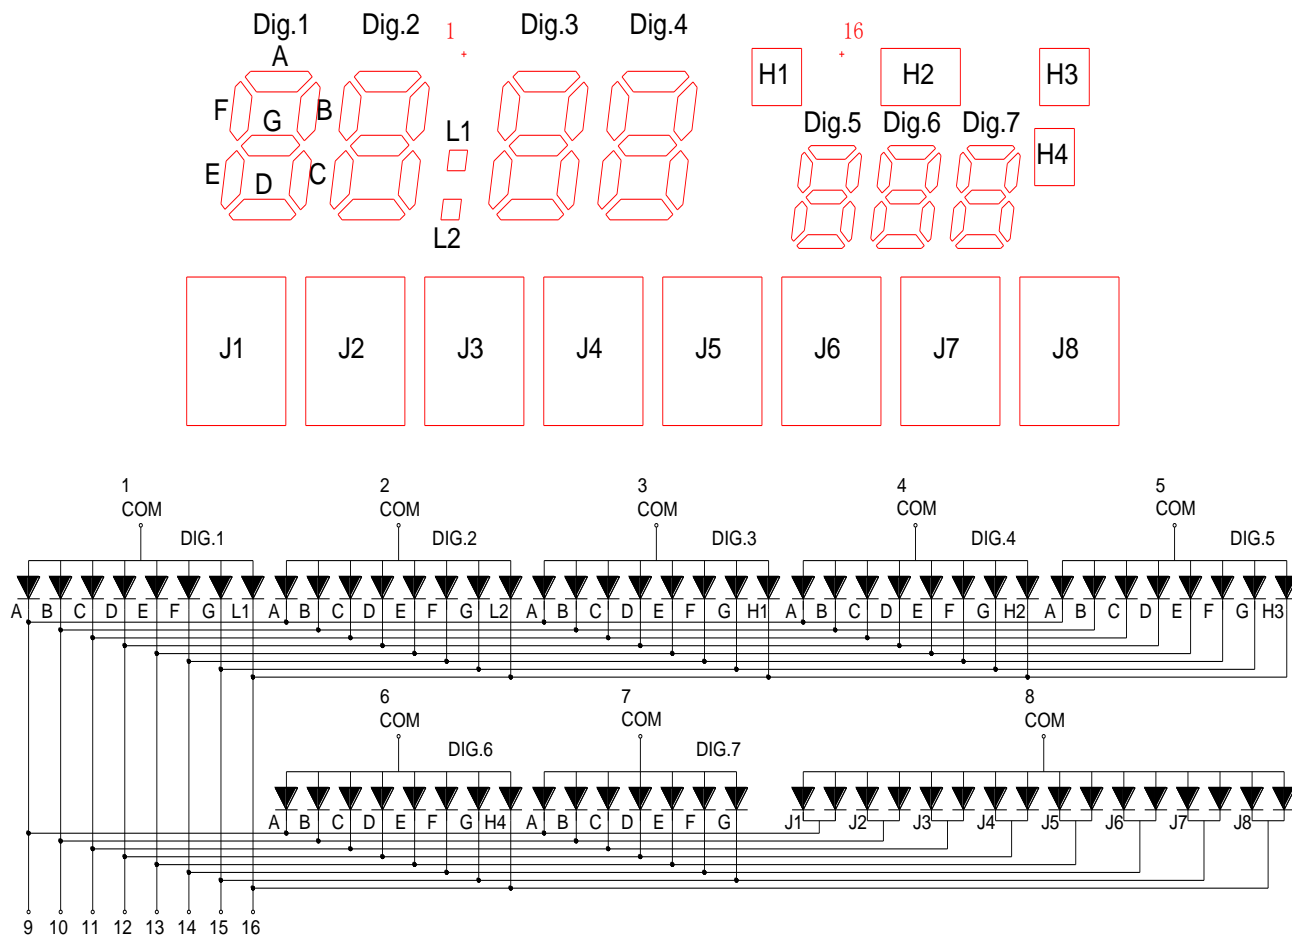 Dig.1 Dig.2 1 Dig.3 Dig.4 16
A
H1 H2 H3
F B
G
Dig.5 Dig.6 Dig.7
L1
H4
E D C
L2
J1 J2 J3 J4 J5 J6 J7 J8
1 2 3 4 5
COM COM COM COM COM
DIG.1 DIG.2 DIG.3 DIG.4 DIG.5
A B C D E F G L1 A B C D E F G L2 A B C D E F G H1 A B C D E F G H2 A B C D E F G H3
6 7 8
COM COM COM
DIG.6 DIG.7
A B C D E F G H4 A B C D E F G J1 J2 J3 J4 J5 J6 J7 J8
9 10 11 12 13 14 15 16